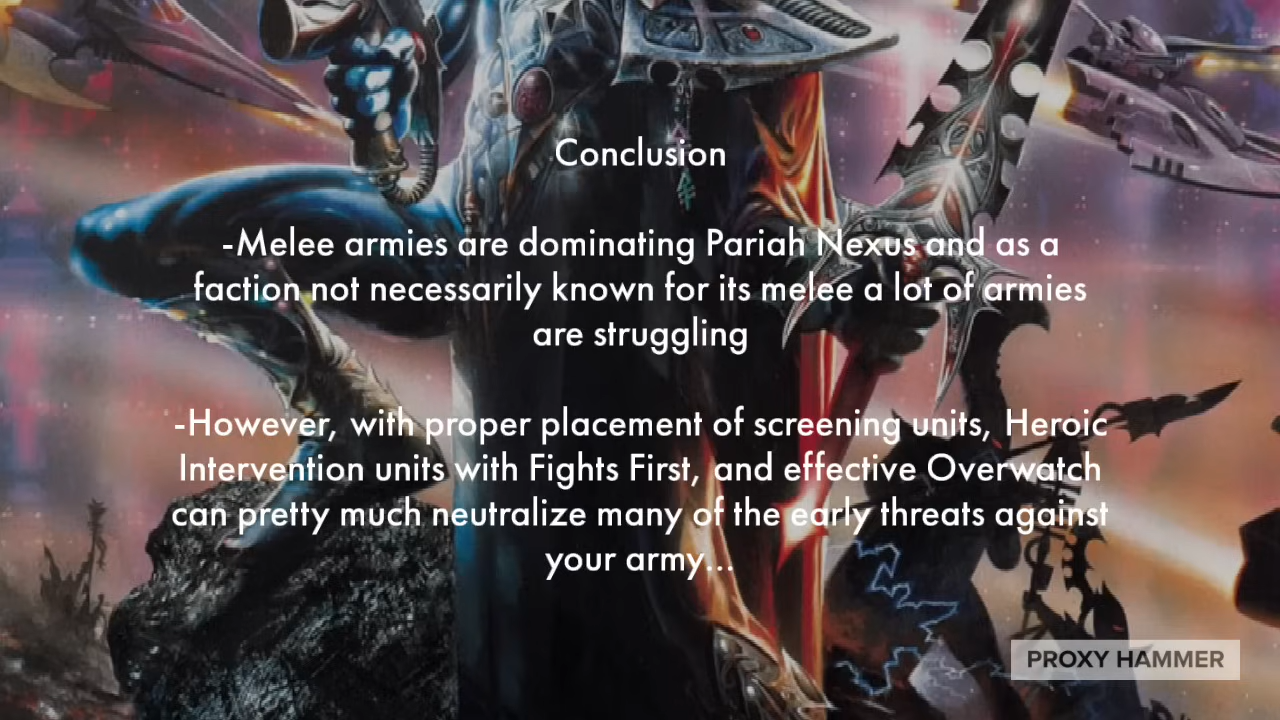 Conclusion
-Melee armies are dominating Pariah Nexus and as a
faction not necessarily known for its melee a lot of armies
are struggling
-However, with proper placement of screening units, Heroic
Intervention units with Fights First, and effective Overwatch
can pretty much neutralize many of the early threats against
your army...
PROXY HAMMER